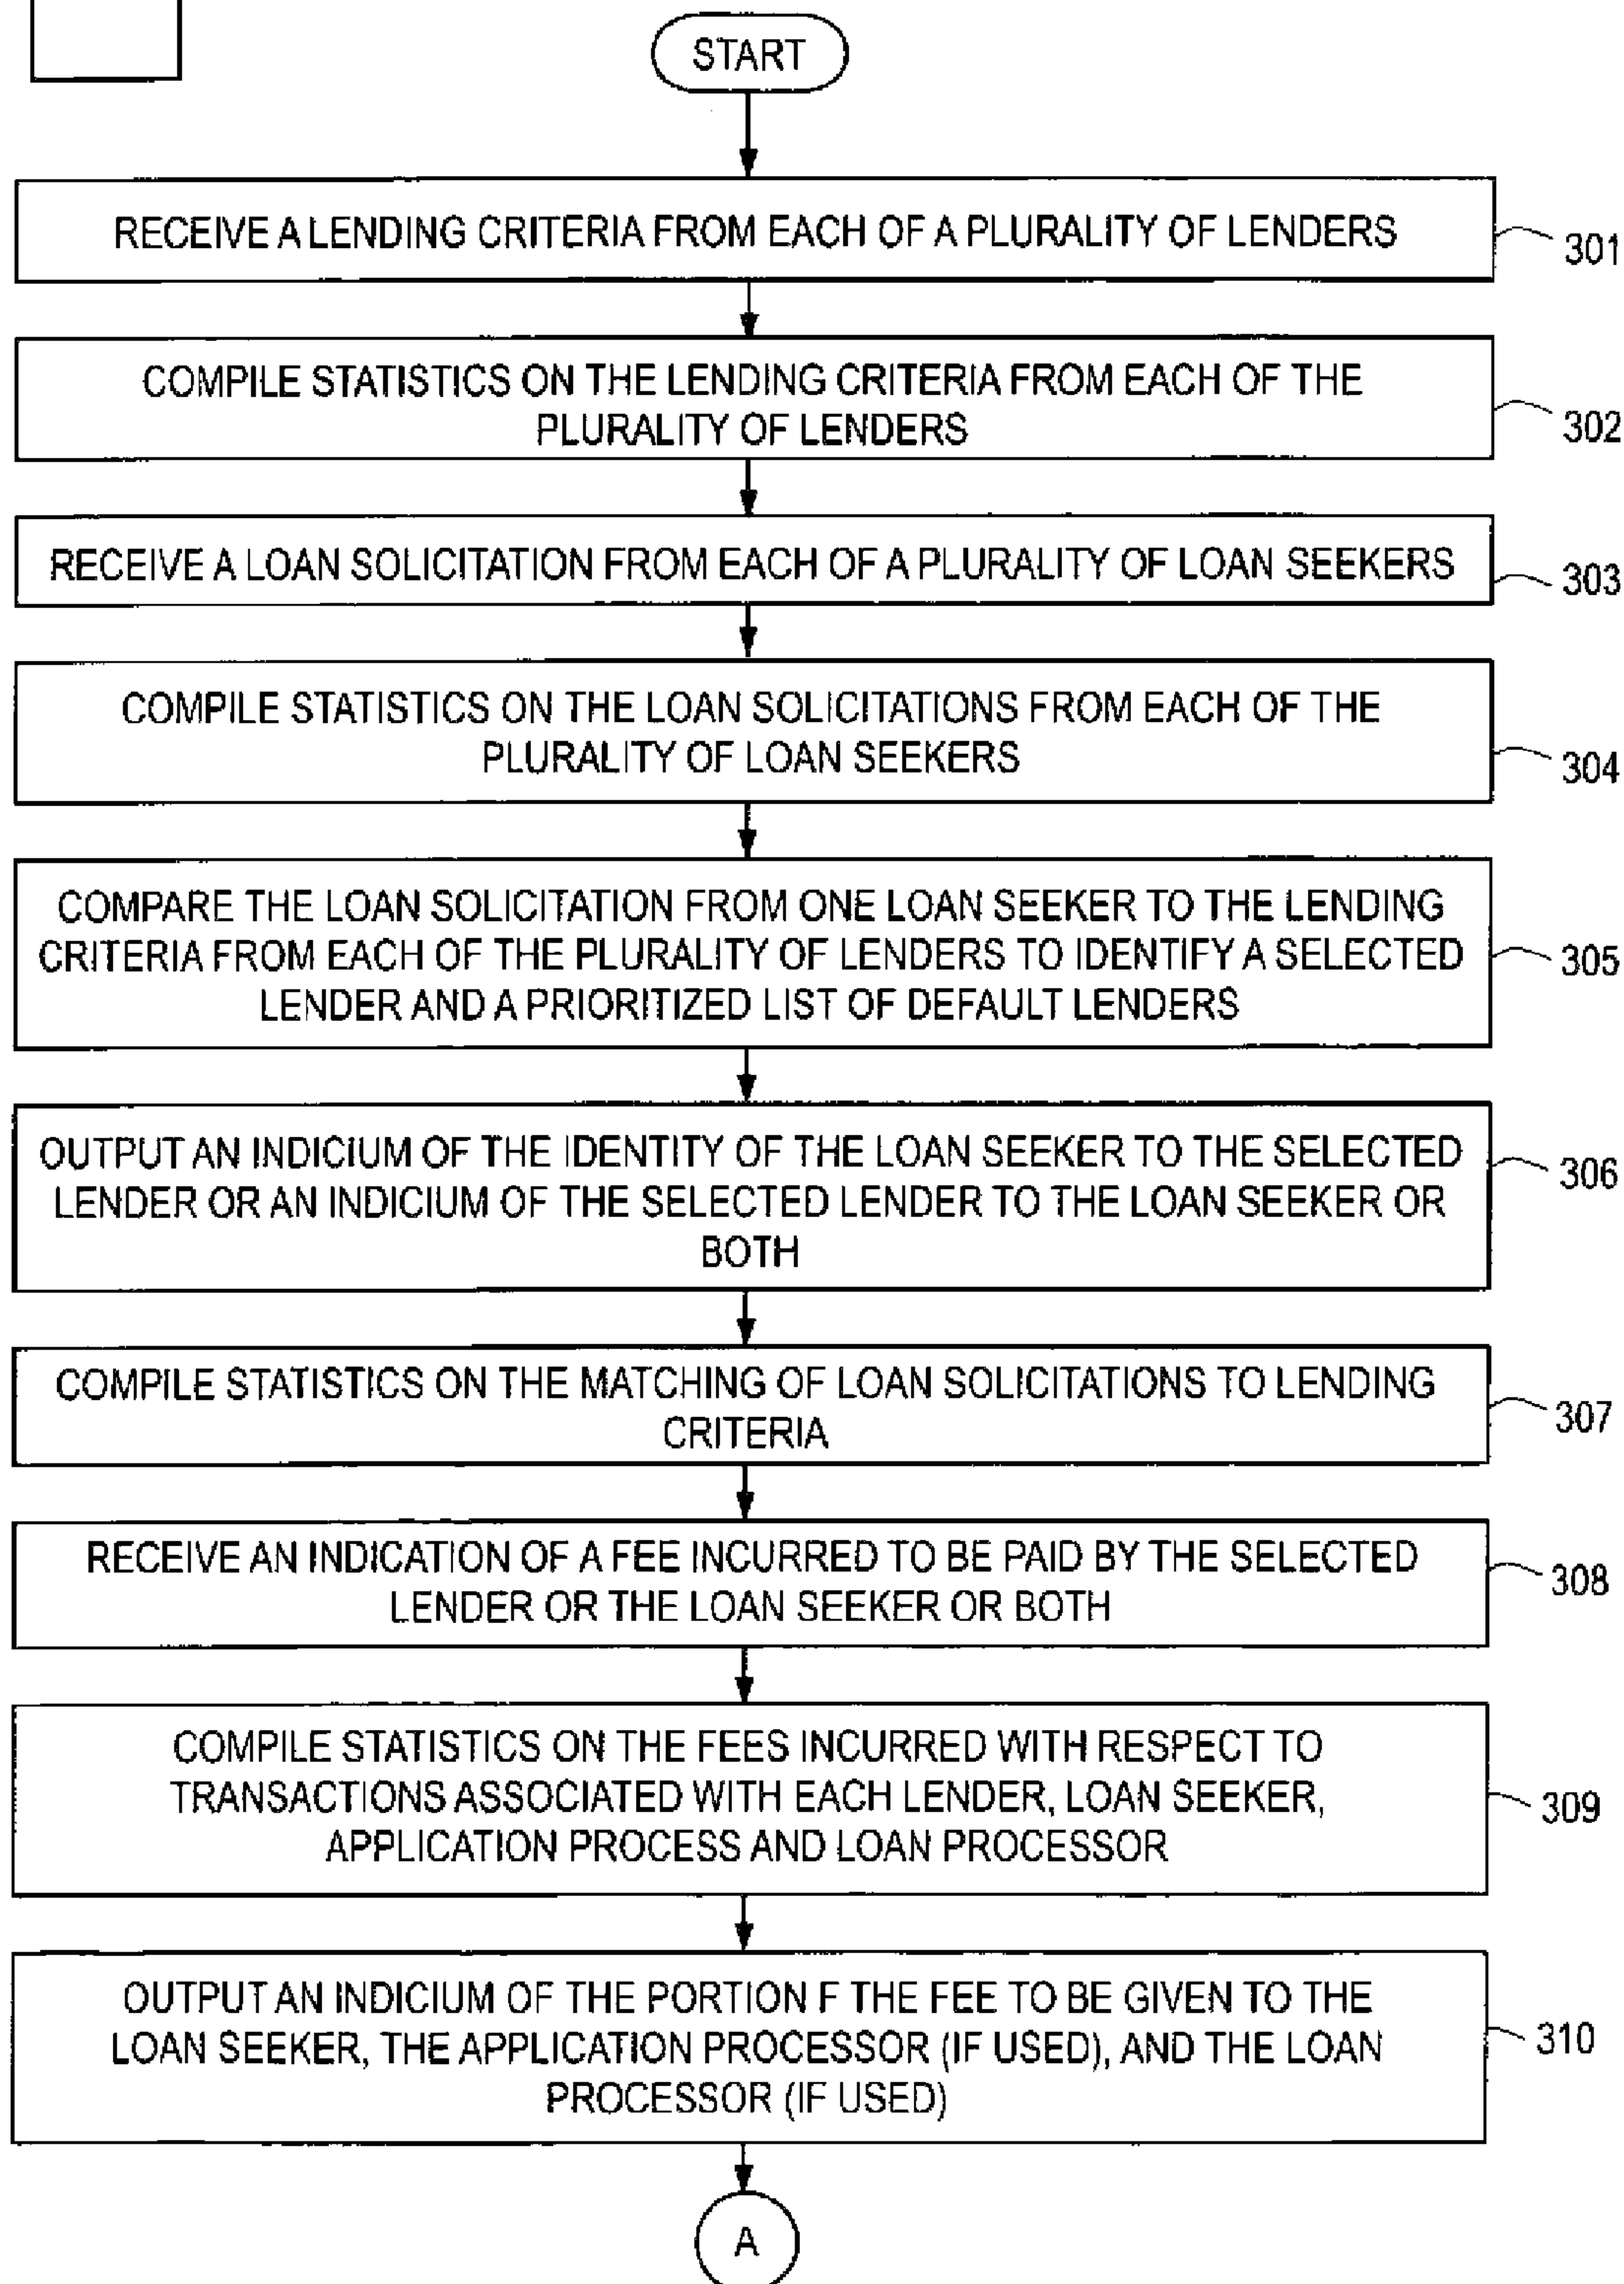 START
RECEIVE A LENDING CRITERIA FROM EACH OF A PLURALITY OF LENDERS
301
COMPILE STATISTICS ON THE LENDING CRITERIA FROM EACH OF THE
PLURALITY OF LENDERS
302
RECEIVE A LOAN SOLICITATION FROM EACH OF A PLURALITY OF LOAN SEEKERS
303
COMPILE STATISTICS ON THE LOAN SOLICITATIONS FROM EACH OF THE
PLURALITY OF LOAN SEEKERS
304
COMPARE THE LOAN SOLICITATION FROM ONE LOAN SEEKER TO THE LENDING
CRITERIA FROM EACH OF THE PLURALITY OF LENDERS TO IDENTIFY A SELECTED
LENDER AND A PRIORITIZED LIST OF DEFAULT LENDERS
305
OUTPUT AN INDICIUM OF THE IDENTITY OF THE LOAN SEEKER TO THE SELECTED
LENDER OR AN INDICIUM OF THE SELECTED LENDER TO THE LOAN SEEKER OR
BOTH
306
COMPILE STATISTICS ON THE MATCHING OF LOAN SOLICITATIONS TO LENDING
CRITERIA
307
RECEIVE AN INDICATION OF A FEE INCURRED TO BE PAID BY THE SELECTED
LENDER OR THE LOAN SEEKER OR BOTH
308
COMPILE STATISTICS ON THE FEES INCURRED WITH RESPECT TO
TRANSACTIONS ASSOCIATED WITH EACH LENDER, LOAN SEEKER,
APPLICATION PROCESS AND LOAN PROCESSOR
309
OUTPUT AN INDICIUM OF THE PORTION F THE FEE TO BE GIVEN TO THE
LOAN SEEKER, THE APPLICATION PROCESSOR (IF USED), AND THE LOAN
PROCESSOR (IF USED)
310
A